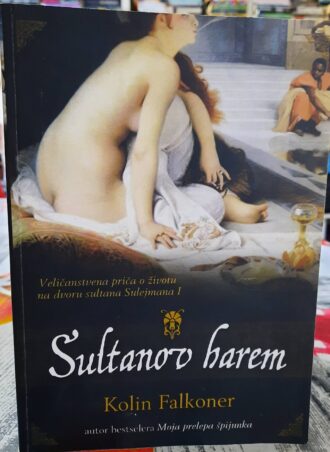 Veličanstvena priča o životu
na dvoru sultana Sulejmana I
Sultanov harem
Kolin Falkoner
autor bestselera Moja prelepa špijunka